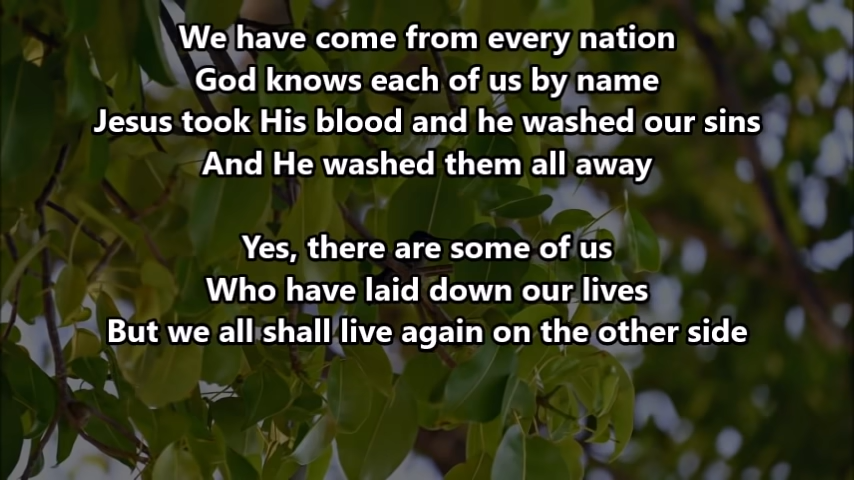 We have come from every nation
God knows each of us by name
Jesus took His blood and he washed our sins
And He washed them all away
Yes, there are some of us
Who have laid down our lives
But we all shall live again on the other side